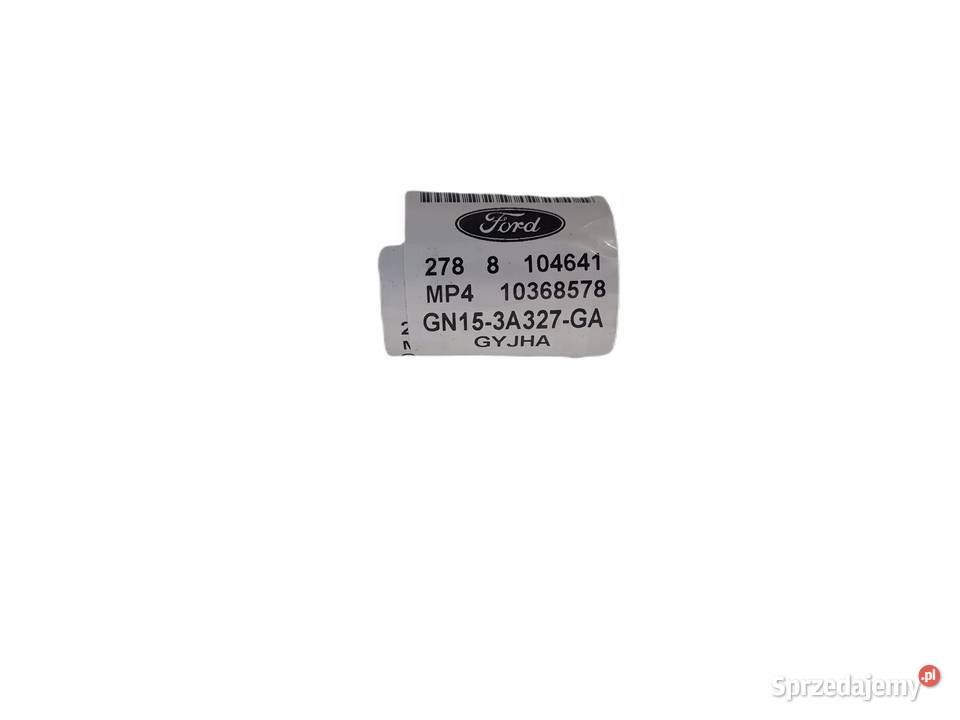 Ford
278 8 104641
MP4 10368578
GN15-3A327-GA
GYJHA
Sprzedajemy.pl